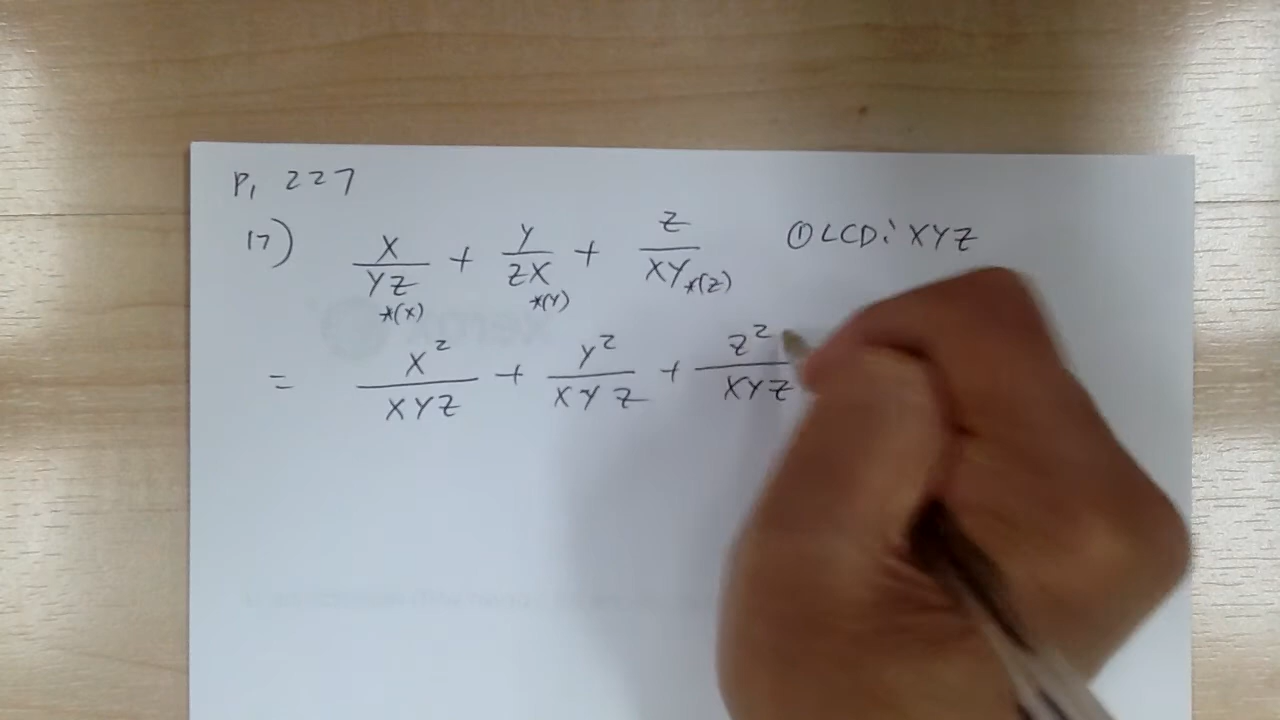 P. 227
17) X/YZ *(X) + Y/ZX *(Y) + Z/XY *(Z) ① LCD: XYZ
= X²/XYZ + Y²/XYZ + Z²/XYZ